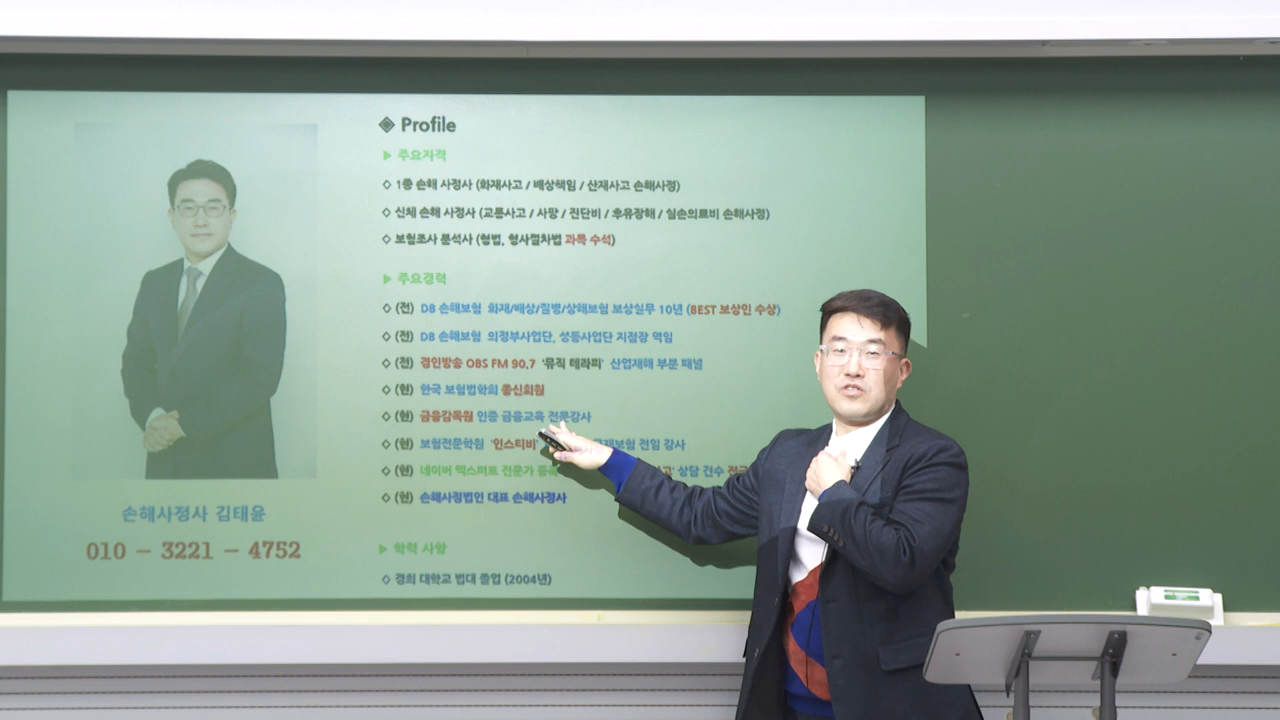 ◈ Profile
▶ 주요자격
◇ 1종 손해 사정사 (화재사고 / 배상책임 / 산재사고 손해사정)
◇ 신체 손해 사정사 (교통사고 / 사망 / 진단비 / 후유장해 / 실손의료비 손해사정)
◇ 보험조사 분석사 (형법, 형사절차법 과목 수석)
▶ 주요경력
◇ (전) DB 손해보험 화재/배상/질병/상해보험 보상실무 10년 (BEST 보상인 수상)
◇ (전) DB 손해보험 의정부사업단, 성동사업단 지점장 역임
◇ (전) 경인방송 OBS FM 90.7 '뮤직 테라피' 산업재해 부분 패널
◇ (현) 한국 보험법학회 종신회원
◇ (현) 금융감독원 인증 금융교육 전문강사
◇ (현) 보험전문학원 '인스티비' 전임 강사
◇ (현) 네이버 엑스퍼트 전문가 상담 건수
◇ (현) 손해사정법인 대표 손해사정사
▶ 학력 사항
◇ 경희 대학교 법대 졸업 (2004년)
손해사정사 김태윤
010 - 3221 - 4752